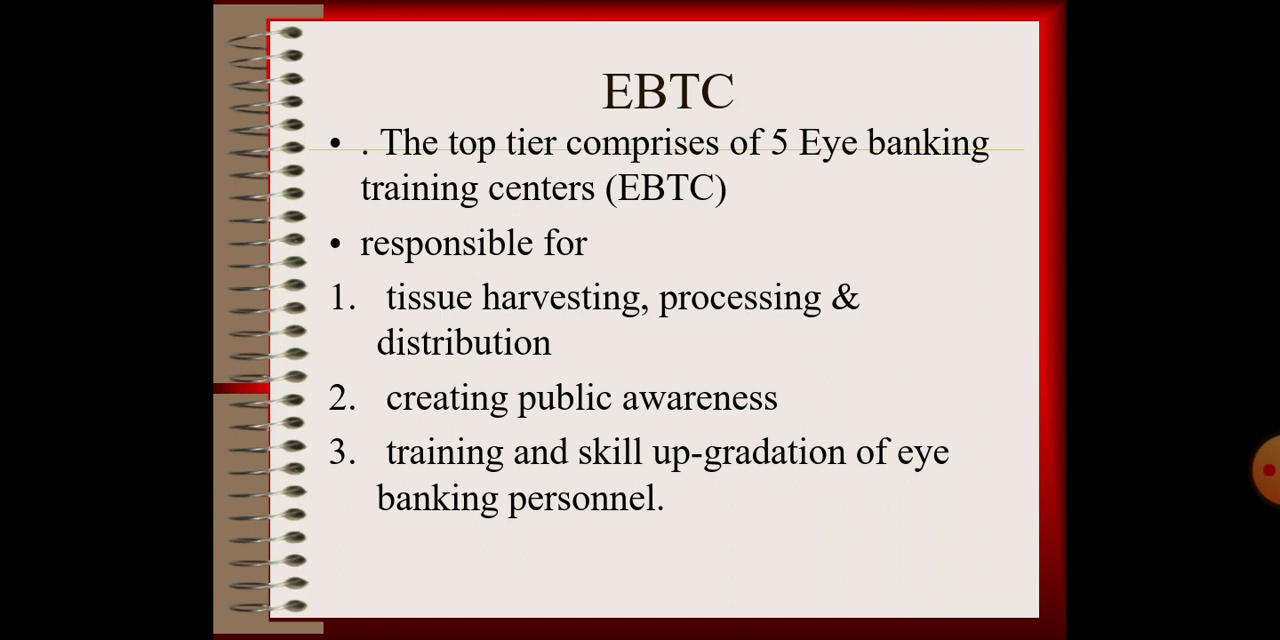 EBTC
• . The top tier comprises of 5 Eye banking
training centers (EBTC)
• responsible for
1. tissue harvesting, processing &
distribution
2. creating public awareness
3. training and skill up-gradation of eye
banking personnel.